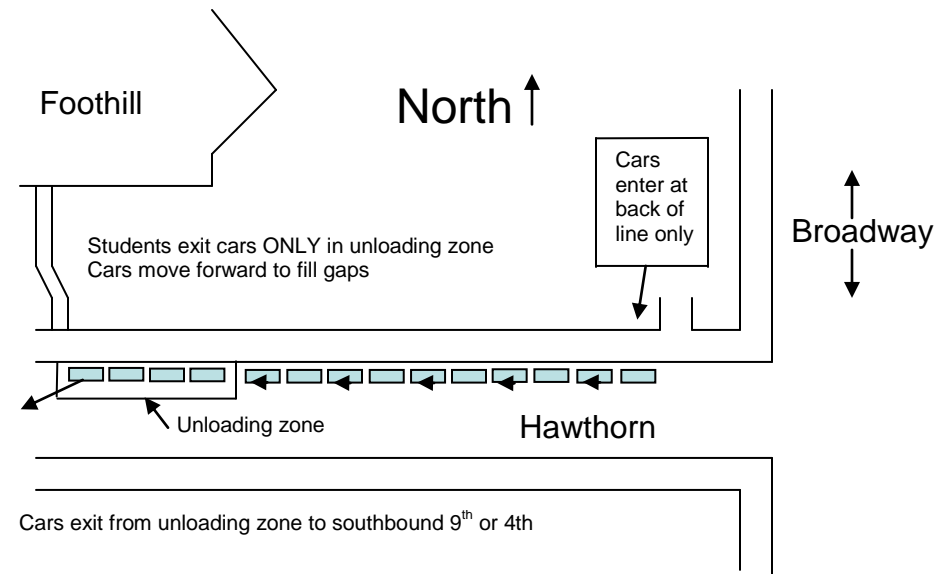 Foothill
North
Cars
enter at
back of
line only
Broadway
Students exit cars ONLY in unloading zone
Cars move forward to fill gaps
Unloading zone
Hawthorn
Cars exit from unloading zone to southbound 9th or 4th